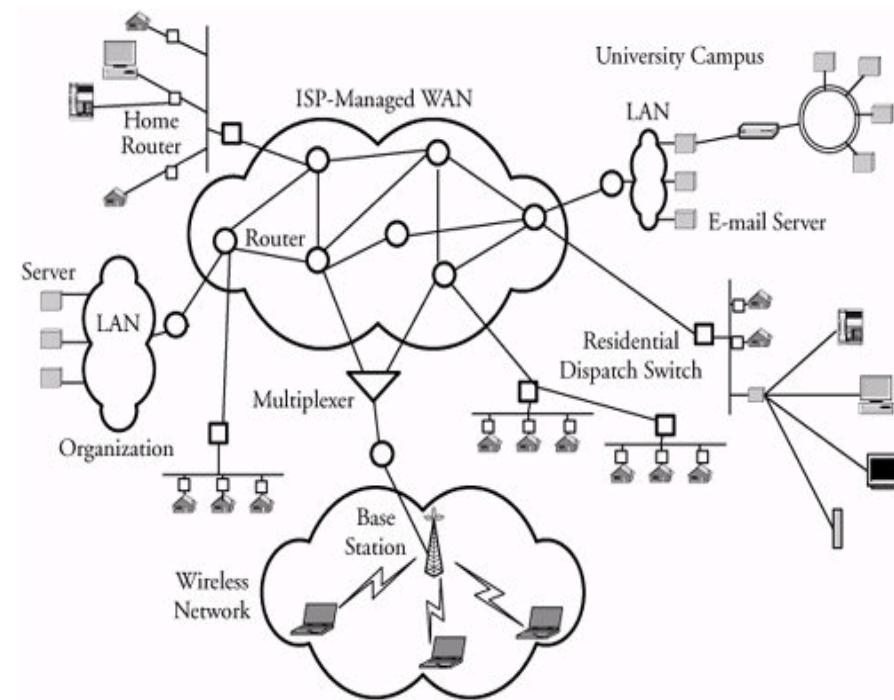 University Campus
ISP-Managed WAN
LAN
Home
Router
E-mail Server
Router
Server
LAN
Residential
Dispatch Switch
Multiplexer
Organization
Base
Station
Wireless
Network